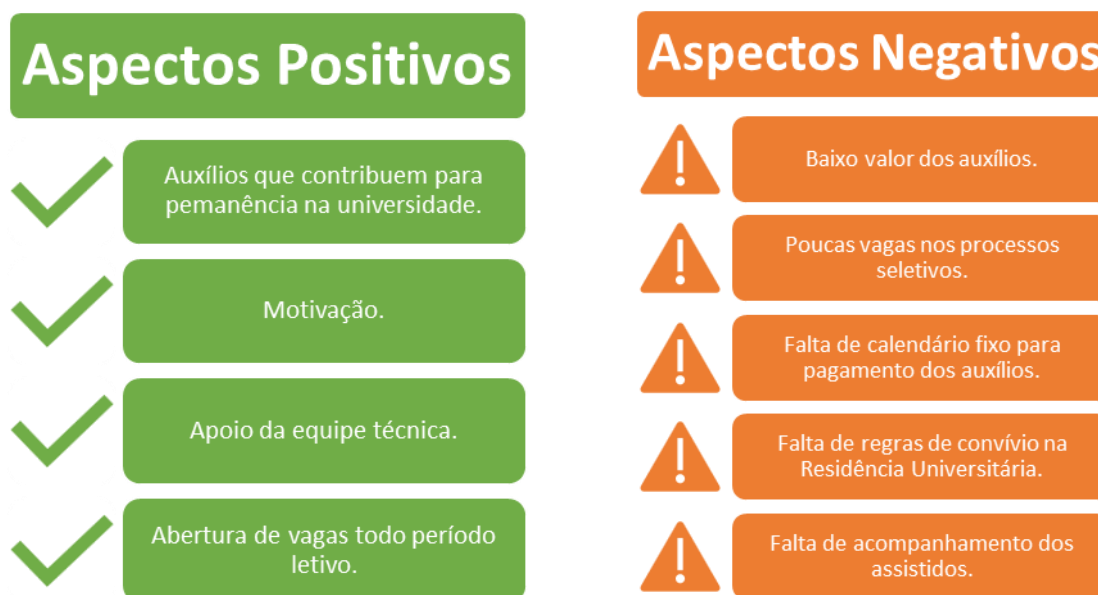 Aspectos Positivos
Auxílios que contribuem para
pemanência na universidade.
Motivação.
Apoio da equipe técnica.
Abertura de vagas todo período
letivo.
Aspectos Negativos
Baixo valor dos auxílios.
Poucas vagas nos processos
seletivos.
Falta de calendário fixo para
pagamento dos auxílios.
Falta de regras de convívio na
Residência Universitária.
Falta de acompanhamento dos
assistidos.